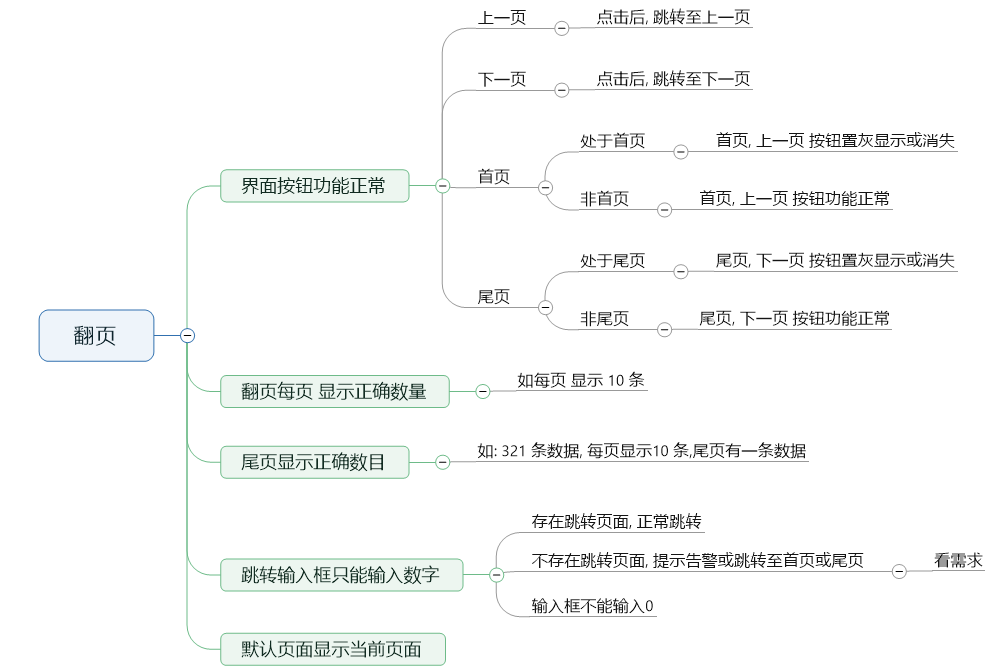 翻页
界面按钮功能正常
上一页
点击后, 跳转至上一页
下一页
点击后, 跳转至下一页
首页
处于首页
首页, 上一页 按钮置灰显示或消失
非首页
首页, 上一页 按钮功能正常
尾页
处于尾页
尾页, 下一页 按钮置灰显示或消失
非尾页
尾页, 下一页 按钮功能正常
翻页每页 显示正确数量
如每页 显示 10 条
尾页显示正确数目
如: 321 条数据, 每页显示10 条,尾页有一条数据
跳转输入框只能输入数字
存在跳转页面, 正常跳转
不存在跳转页面, 提示告警或跳转至首页或尾页
看需求
输入框不能输入0
默认页面显示当前页面